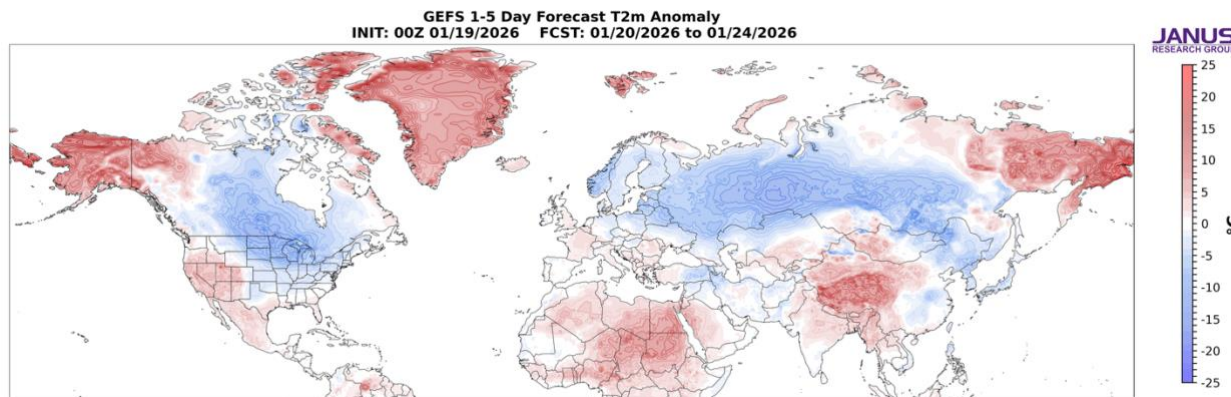 GEFS 1-5 Day Forecast T2m Anomaly
INIT: 00Z 01/19/2026 FCST: 01/20/2026 to 01/24/2026
JANUS
RESEARCH GROUP
25
20
15
10
5
0
-5
-10
-15
-20
-25